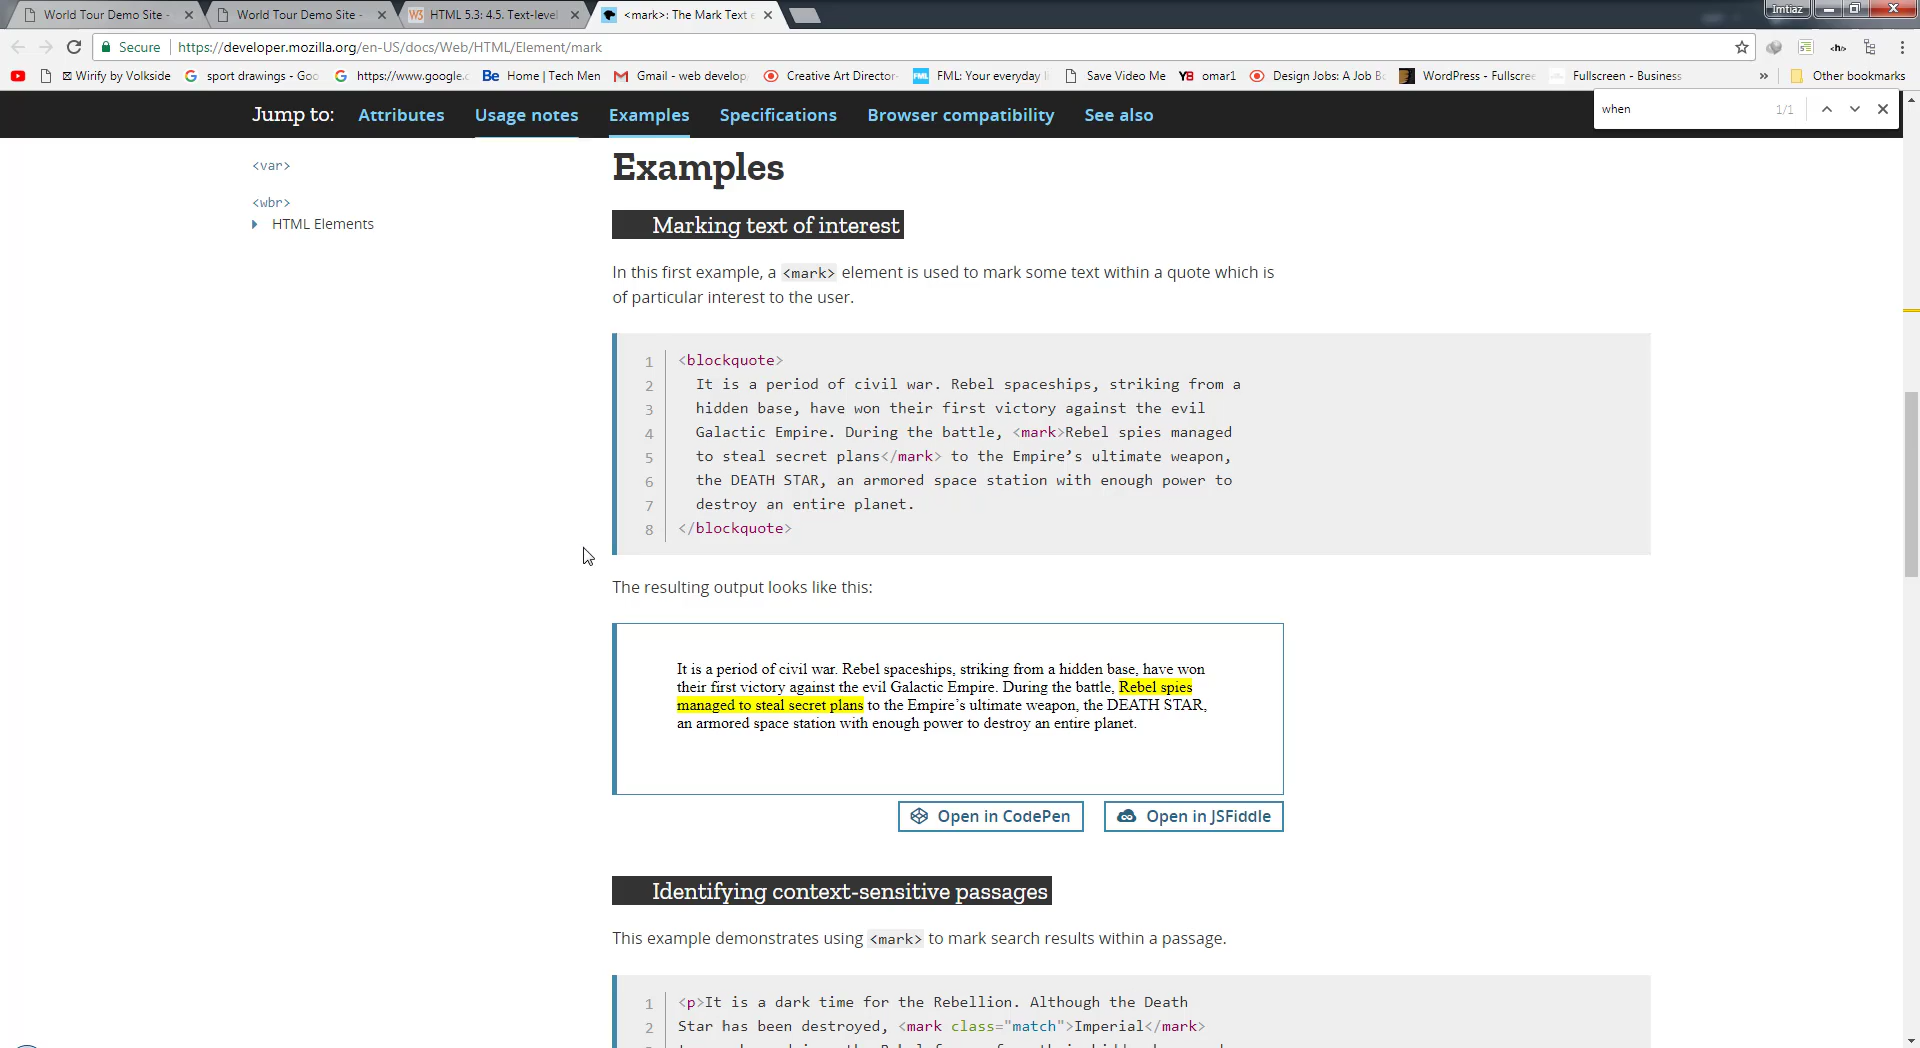 World Tour Demo Site -
World Tour Demo Site -
HTML 5.3: 4.5. Text-level
<mark>: The Mark Text e
Imtiaz
Secure
https://developer.mozilla.org/en-US/docs/Web/HTML/Element/mark
Wirify by Volkside
sport drawings - Goo
https://www.google.c
Home | Tech Men
Gmail - web develop
Creative Art Director
FML: Your everyday l
Save Video Me
omar1
Design Jobs: A Job B
WordPress - Fullscre
Fullscreen - Business
»
Other bookmarks
Jump to:
Attributes
Usage notes
Examples
Specifications
Browser compatibility
See also
when
1/1
<var>
<wbr>
HTML Elements
Examples
Marking text of interest
In this first example, a <mark> element is used to mark some text within a quote which is
of particular interest to the user.
1 <blockquote>
2 It is a period of civil war. Rebel spaceships, striking from a
3 hidden base, have won their first victory against the evil
4 Galactic Empire. During the battle, <mark>Rebel spies managed
5 to steal secret plans</mark> to the Empire’s ultimate weapon,
6 the DEATH STAR, an armored space station with enough power to
7 destroy an entire planet.
8 </blockquote>
The resulting output looks like this:
It is a period of civil war. Rebel spaceships, striking from a hidden base, have won
their first victory against the evil Galactic Empire. During the battle, Rebel spies
managed to steal secret plans to the Empire’s ultimate weapon, the DEATH STAR,
an armored space station with enough power to destroy an entire planet.
Open in CodePen
Open in JSFiddle
Identifying context-sensitive passages
This example demonstrates using <mark> to mark search results within a passage.
1 <p>It is a dark time for the Rebellion. Although the Death
2 Star has been destroyed, <mark class="match">Imperial</mark>